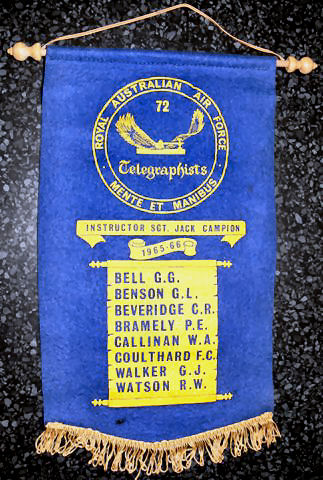 ROYAL AUSTRALIAN AIR FORCE
72
Telegraphists
MENTE ET MANIBUS
INSTRUCTOR SGT. JACK CAMPION
1965-66
BELL G.G.
BENSON G.L.
BEVERIDGE C.R.
BRAMELY P.E.
CALLINAN W.A.
COULTHARD F.C.
WALKER G.J.
WATSON R.W.